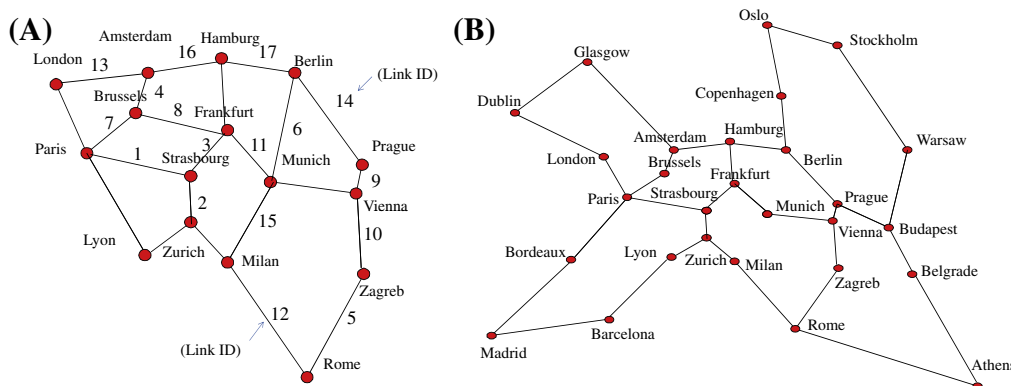 (A)
Hamburg
Amsterdam
16
17
London
13
Berlin
(Link ID)
4
14
Brussels
8
Frankfurt
7
6
3
11
Paris
1
Strasbourg
Munich
Prague
9
2
Vienna
15
10
Lyon
Zurich
Milan
Zagreb
12
5
(Link ID)
Rome
(B)
Oslo
Stockholm
Glasgow
Copenhagen
Dublin
Amsterdam
Hamburg
Warsaw
London
Brussels
Berlin
Frankfurt
Paris
Strasbourg
Prague
Munich
Vienna
Budapest
Bordeaux
Lyon
Zurich
Milan
Zagreb
Belgrade
Barcelona
Rome
Madrid
Athens